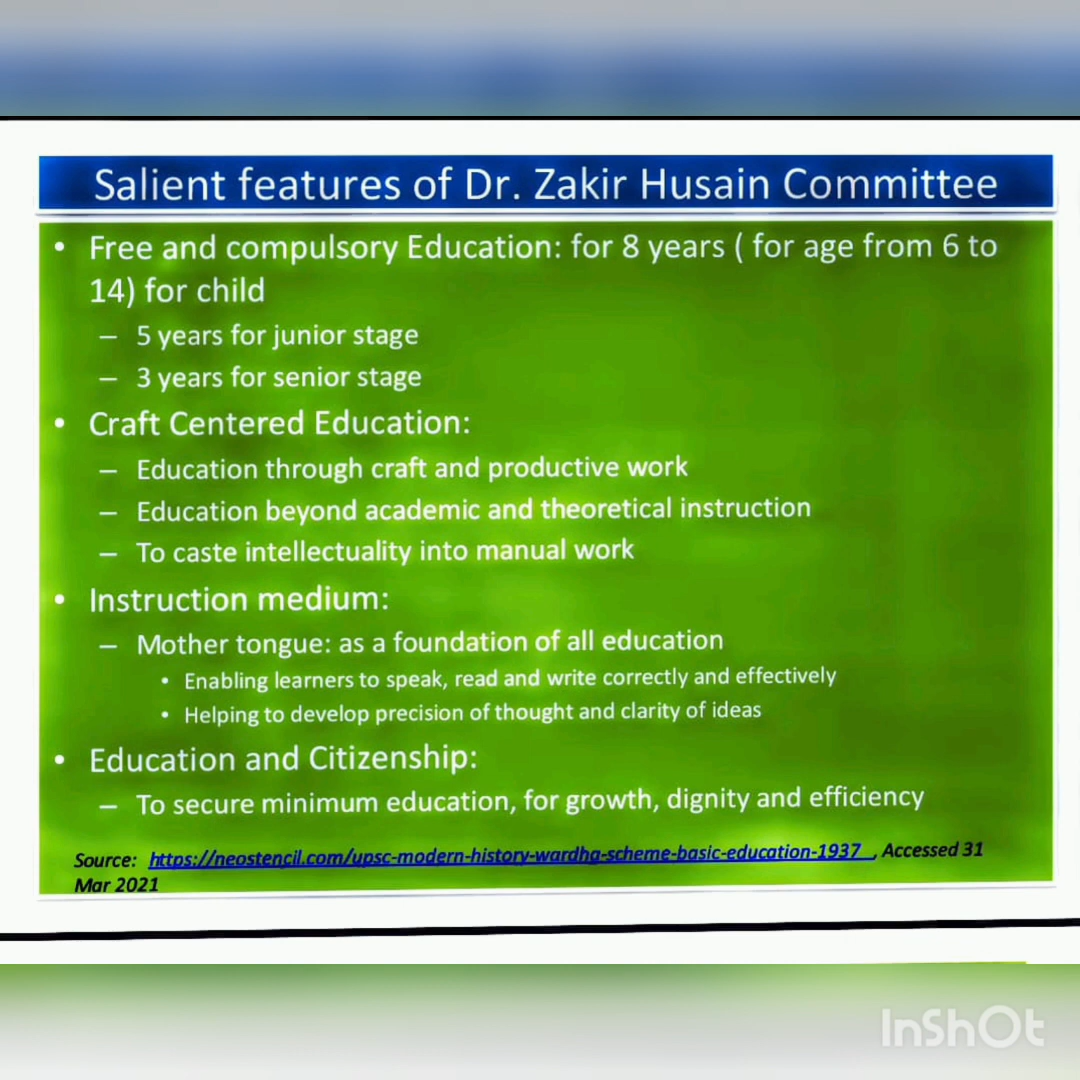 Salient features of Dr. Zakir Husain Committee
• Free and compulsory Education: for 8 years ( for age from 6 to
14) for child
– 5 years for junior stage
– 3 years for senior stage
• Craft Centered Education:
– Education through craft and productive work
– Education beyond academic and theoretical instruction
– To caste intellectuality into manual work
• Instruction medium:
– Mother tongue: as a foundation of all education
• Enabling learners to speak, read and write correctly and effectively
• Helping to develop precision of thought and clarity of ideas
• Education and Citizenship:
– To secure minimum education, for growth, dignity and efficiency
Source: https://neostencil.com/upsc-modern-history-wardha-scheme-basic-education-1937 , Accessed 31
Mar 2021
InShOt